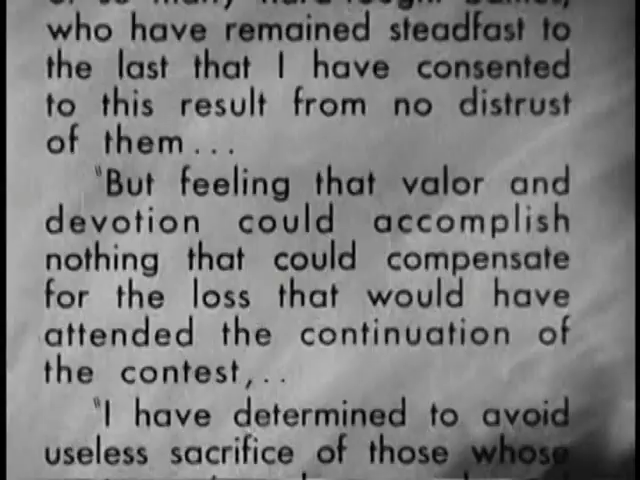 who have remained steadfast to
the last that I have consented
to this result from no distrust
of them...
"But feeling that valor and
devotion could accomplish
nothing that could compensate
for the loss that would have
attended the continuation of
the contest,..
"I have determined to avoid
useless sacrifice of those whose